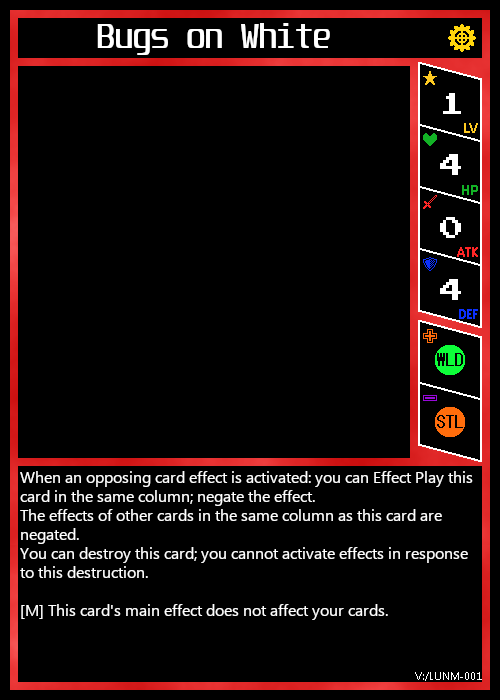 Bugs on White
1
LV
4
HP
0
ATK
4
DEF
WLD
STL
When an opposing card effect is activated: you can Effect Play this
card in the same column; negate the effect.
The effects of other cards in the same column as this card are
negated.
You can destroy this card; you cannot activate effects in response
to this destruction.
[M] This card's main effect does not affect your cards.
V:/LUNM-001